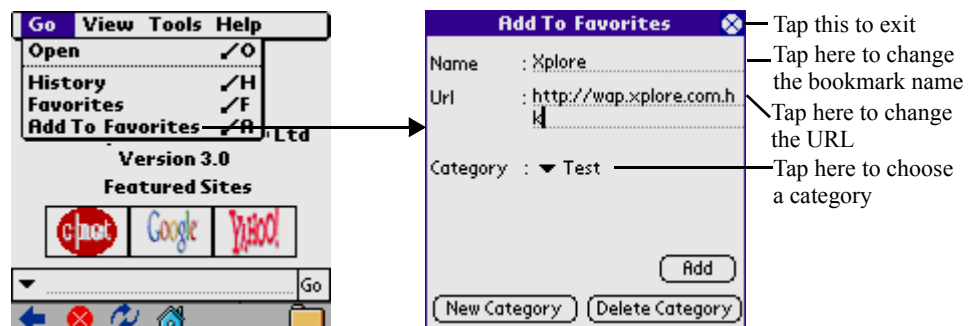 Go View Tools Help
Open /O
History /H
Favorites /F
Add To Favorites /A
Ltd
Version 3.0
Featured Sites
c|net Google YAHOO!
Go
Add To Favorites
Name : Xplore
Url : http://wap.xplore.com.h
k
Category : Test
Add
New Category Delete Category
Tap this to exit
Tap here to change
the bookmark name
Tap here to change
the URL
Tap here to choose
a category